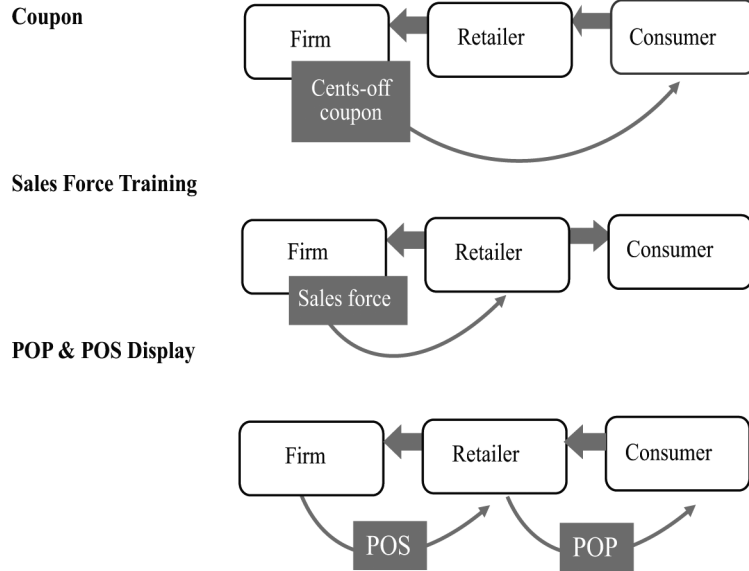 Coupon
Firm
Retailer
Consumer
Cents-off
coupon
Sales Force Training
Firm
Retailer
Consumer
Sales force
POP & POS Display
Firm
Retailer
Consumer
POS
POP